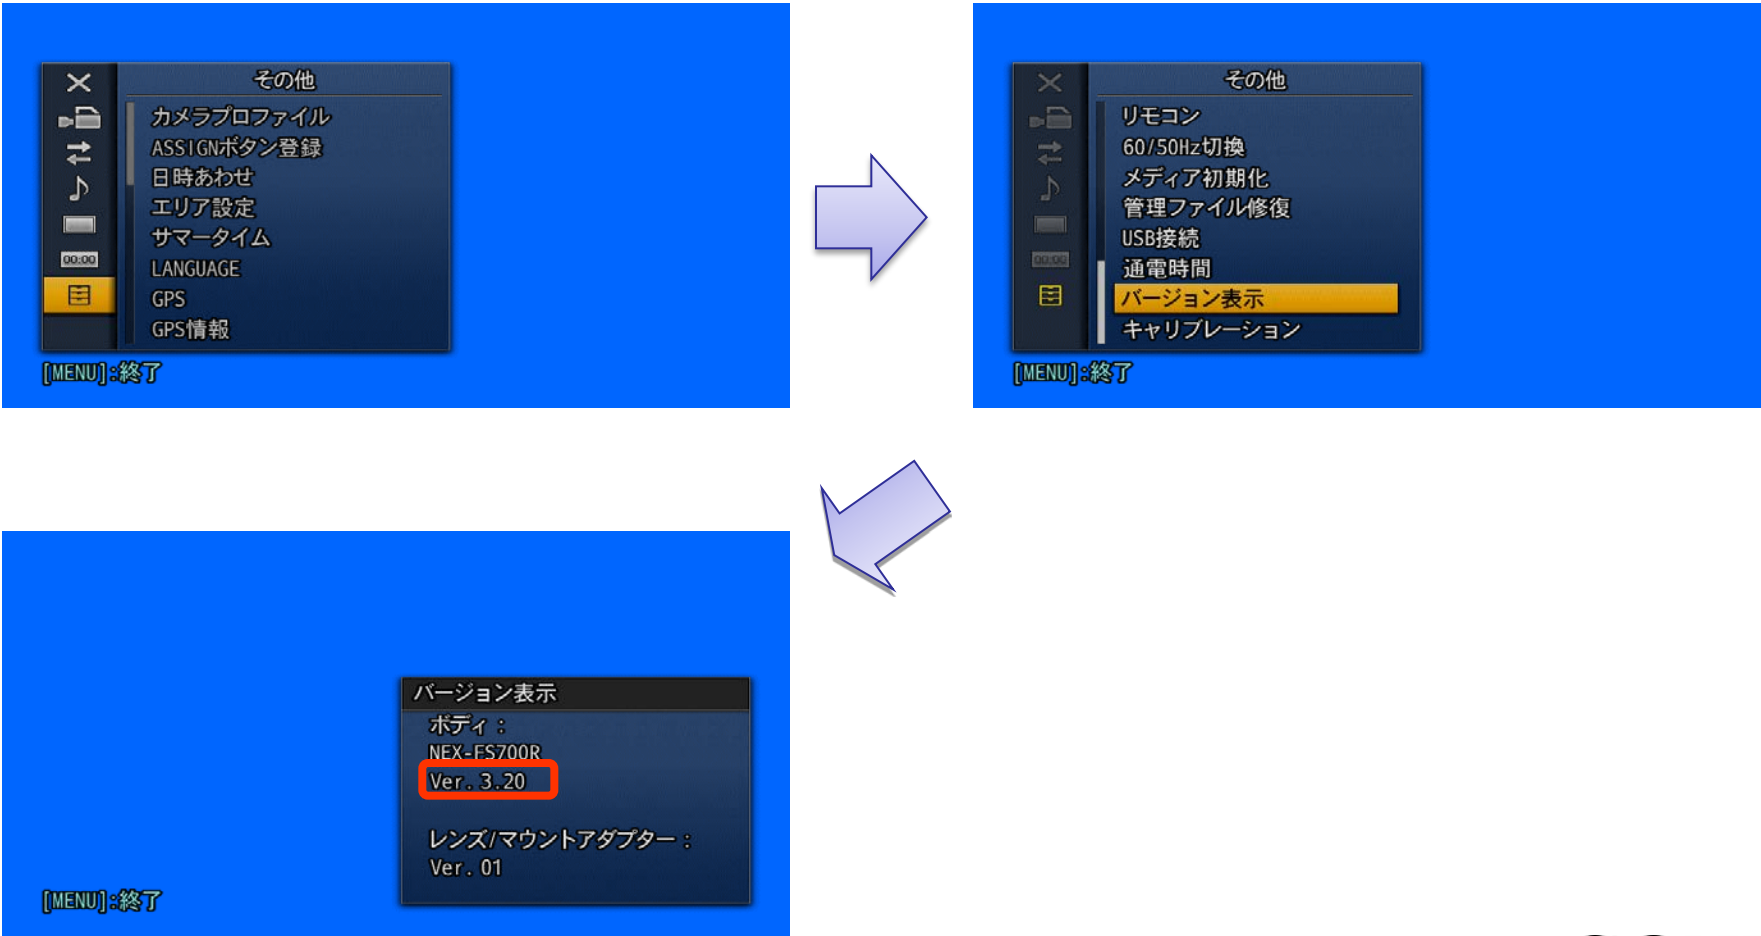 その他
カメラプロファイル
ASSIGNボタン登録
日時あわせ
エリア設定
サマータイム
LANGUAGE
GPS
GPS情報
00:00
[MENU]:終了
その他
リモコン
60/50Hz切換
メディア初期化
管理ファイル修復
USB接続
通電時間
バージョン表示
キャリブレーション
00:00
[MENU]:終了
バージョン表示
ボディ:
NEX-FS700R
Ver. 3.20
レンズ/マウントアダプター:
Ver. 01
[MENU]:終了